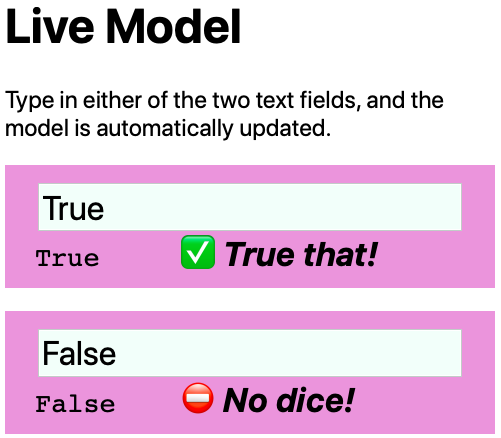 Live Model
Type in either of the two text fields, and the
model is automatically updated.
True
True ✅ True that!
False
False ⛔ No dice!